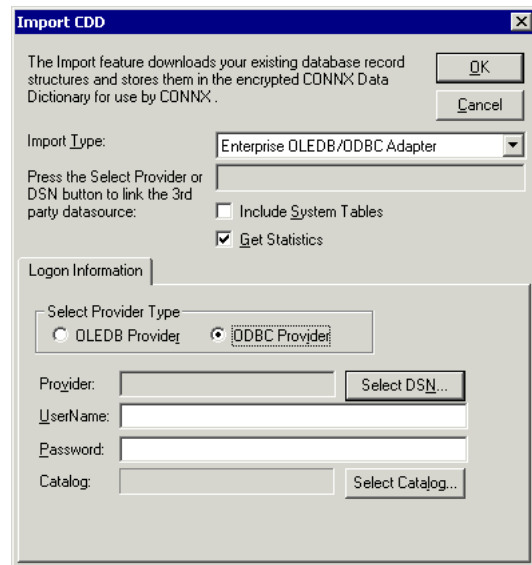 Import CDD
The Import feature downloads your existing database record
structures and stores them in the encrypted CONNX Data
Dictionary for use by CONNX .
OK
Cancel
Import Type:
Enterprise OLEDB/ODBC Adapter
Press the Select Provider or
DSN button to link the 3rd
party datasource:
Include System Tables
Get Statistics
Logon Information
Select Provider Type
OLEDB Provider
ODBC Provider
Provider:
Select DSN...
UserName:
Password:
Catalog:
Select Catalog...